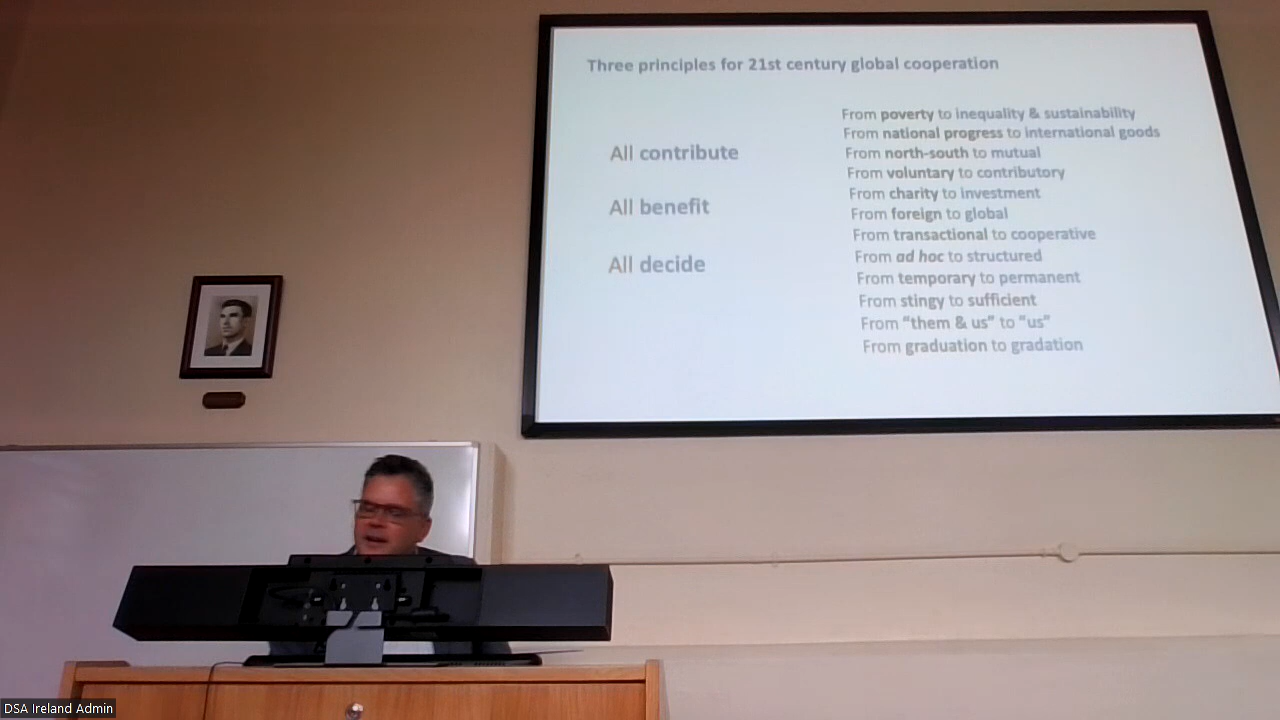 Three principles for 21st century global cooperation
All contribute
All benefit
All decide
From poverty to inequality & sustainability
From national progress to international goods
From north-south to mutual
From voluntary to contributory
From charity to investment
From foreign to global
From transactional to cooperative
From ad hoc to structured
From temporary to permanent
From stingy to sufficient
From “them & us” to “us”
From graduation to gradation
DSA Ireland Admin